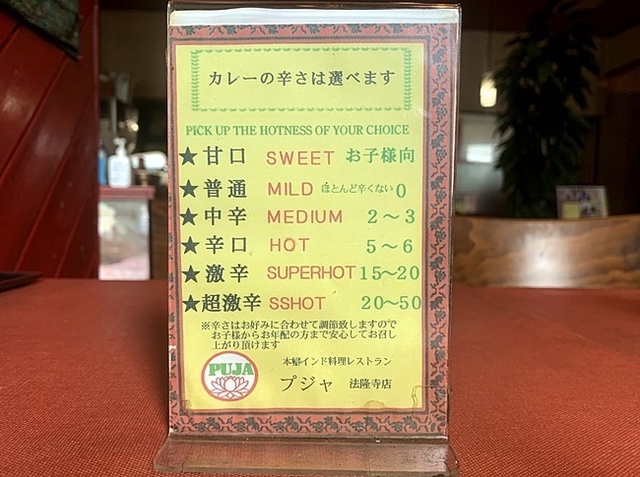 カレーの辛さは選べます
PICK UP THE HOTNESS OF YOUR CHOICE
★甘口 SWEET お子様向
★普通 MILD ほとんど辛くない 0
★中辛 MEDIUM 2～3
★辛口 HOT 5～6
★激辛 SUPERHOT 15～20
★超激辛 SSHOT 20～50
※辛さはお好みに合わせて調節致しますので
お子様からお年配の方まで安心してお召し
上がり頂けます
PUJA
本場インド料理レストラン
プジャ 法隆寺店